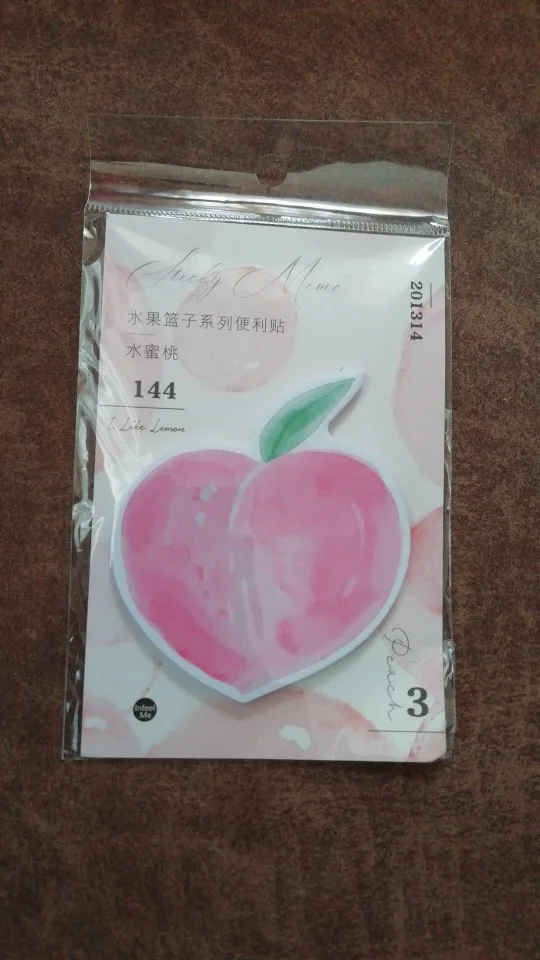 Sticky Memo
201314
水果篮子系列便利贴
水蜜桃
144
I Like Lemon
Peach
3
Infeel
Me